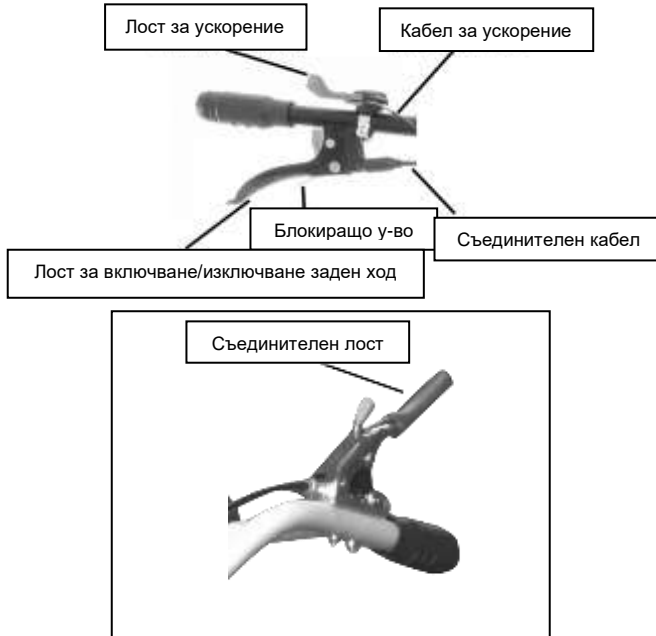 Лост за ускорение
Кабел за ускорение
Блокиращо у-во
Съединителен кабел
Лост за включване/изключване заден ход
Съединителен лост